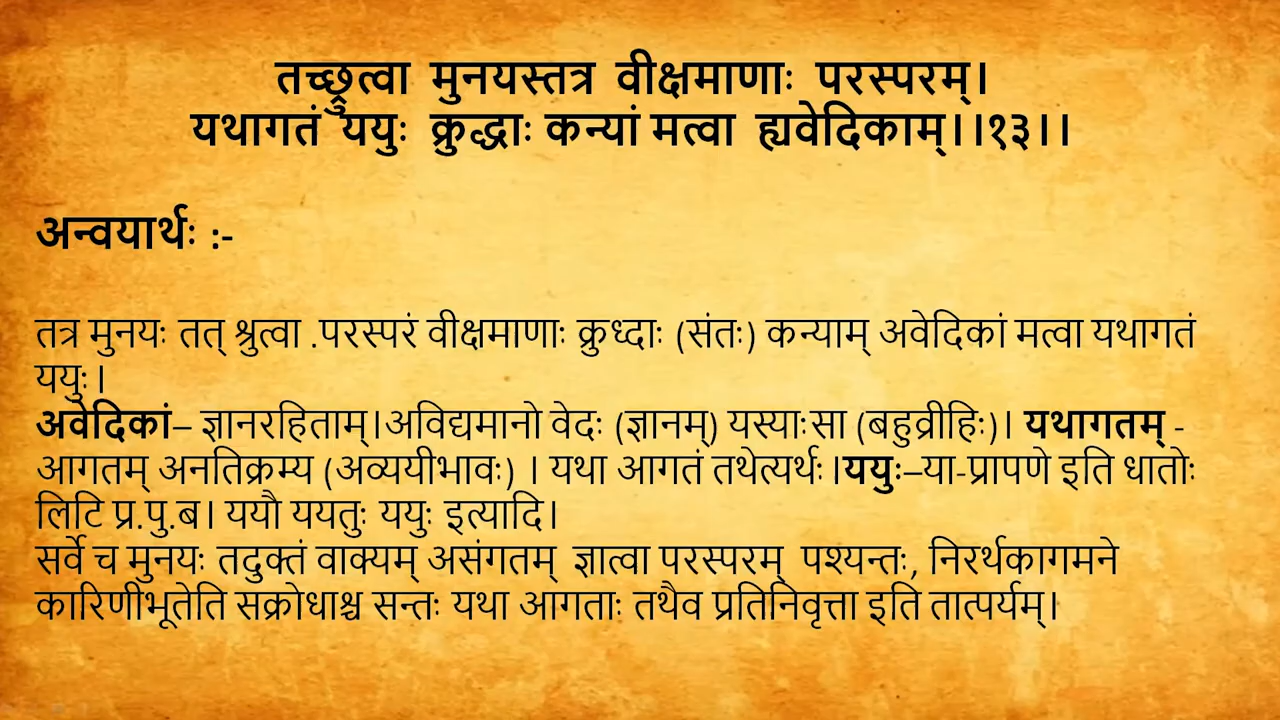 तच्छ्रुत्वा मुनयस्तत्र वीक्षमाणाः परस्परम्।
यथागतं ययुः क्रुद्धाः कन्यां मत्वा ह्यवेदिकाम्।।१३।।
अन्वयार्थः :-
तत्र मुनयः तत् श्रुत्वा .परस्परं वीक्षमाणाः क्रुध्दाः (संतः) कन्याम् अवेदिकां मत्वा यथागतं
ययुः।
अवेदिकां– ज्ञानरहिताम्।अविद्यमानो वेदः (ज्ञानम्) यस्याःसा (बहुव्रीहिः)। यथागतम् -
आगतम् अनतिक्रम्य (अव्ययीभावः) । यथा आगतं तथेत्यर्थः।ययुः–या-प्रापणे इति धातोः
लिटि प्र.पु.ब। ययौ ययतुः ययुः इत्यादि।
सर्वे च मुनयः तदुक्तं वाक्यम् असंगतम् ज्ञात्वा परस्परम् पश्यन्तः, निरर्थकागमने
कारिणीभूतेति सक्रोधाश्च सन्तः यथा आगताः तथैव प्रतिनिवृत्ता इति तात्पर्यम्।